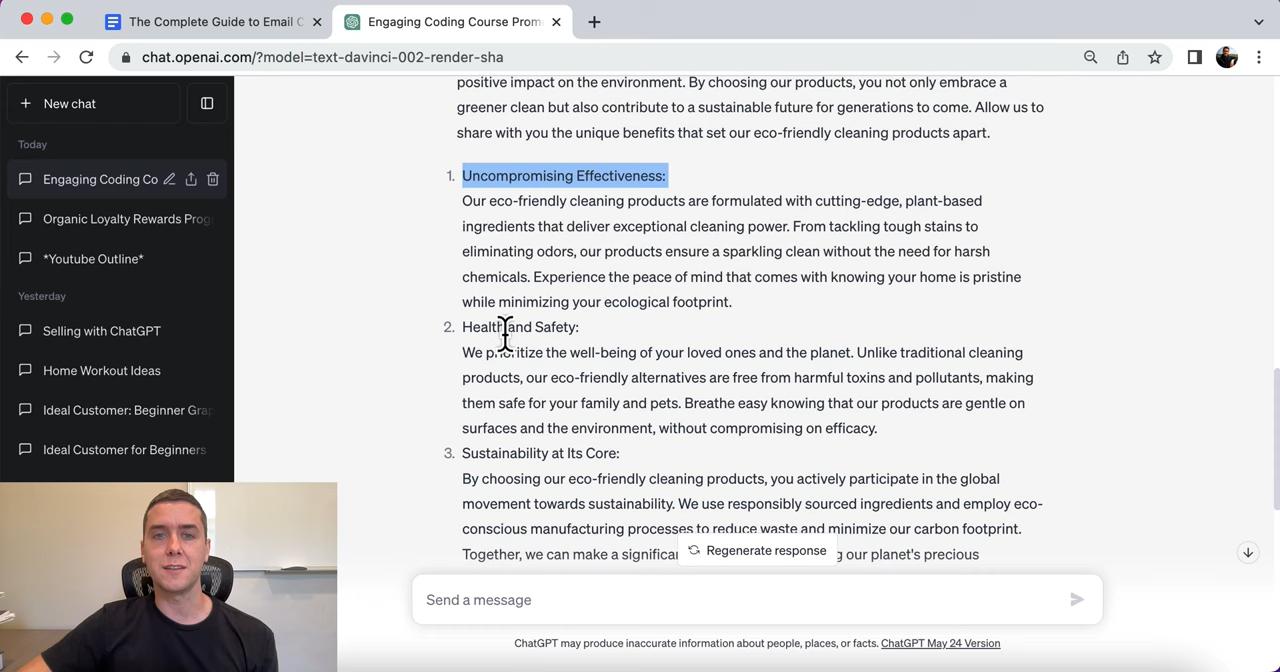 The Complete Guide to Email C
Engaging Coding Course Prom
chat.openai.com/?model=text-davinci-002-render-sha
New chat
Today
Engaging Coding Co
Organic Loyalty Rewards Prog
*Youtube Outline*
Yesterday
Selling with ChatGPT
Home Workout Ideas
Ideal Customer: Beginner Gra
Ideal Customer for Beginners
positive impact on the environment. By choosing our products, you not only embrace a
greener clean but also contribute to a sustainable future for generations to come. Allow us to
share with you the unique benefits that set our eco-friendly cleaning products apart.
1. Uncompromising Effectiveness:
Our eco-friendly cleaning products are formulated with cutting-edge, plant-based
ingredients that deliver exceptional cleaning power. From tackling tough stains to
eliminating odors, our products ensure a sparkling clean without the need for harsh
chemicals. Experience the peace of mind that comes with knowing your home is pristine
while minimizing your ecological footprint.
2. Health and Safety:
We prioritize the well-being of your loved ones and the planet. Unlike traditional cleaning
products, our eco-friendly alternatives are free from harmful toxins and pollutants, making
them safe for your family and pets. Breathe easy knowing that our products are gentle on
surfaces and the environment, without compromising on efficacy.
3. Sustainability at Its Core:
By choosing our eco-friendly cleaning products, you actively participate in the global
movement towards sustainability. We use responsibly sourced ingredients and employ eco-
conscious manufacturing processes to reduce waste and minimize our carbon footprint.
Together, we can make a significan g our planet's precious
Regenerate response
Send a message
ChatGPT may produce inaccurate information about people, places, or facts. ChatGPT May 24 Version